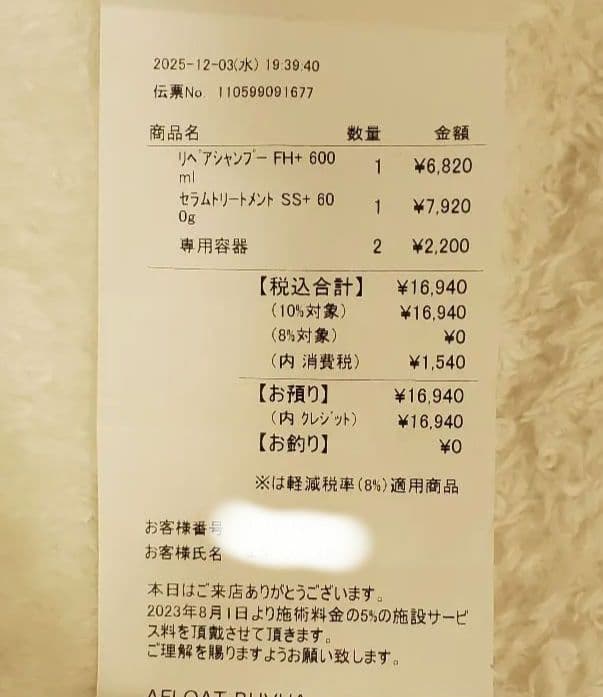 2025-12-03(水) 19:39:40
伝票No. 110599091677
商品名 数量 金額
ﾘﾍﾟｱｼｬﾝﾌﾟｰ FH+ 600 1 ¥6,820
ml
ｾﾗﾑﾄﾘｰﾄﾒﾝﾄ SS+ 60 1 ¥7,920
0g
専用容器 2 ¥2,200
【税込合計】 ¥16,940
(10%対象) ¥16,940
(8%対象) ¥0
(内 消費税) ¥1,540
【お預り】 ¥16,940
(内 ｸﾚｼﾞｯﾄ) ¥16,940
【お釣り】 ¥0
※は軽減税率(8%)適用商品
お客様番号
お客様氏名
本日はご来店ありがとうございます。
2023年8月1日より施術料金の5%の施設サービ
ス料を頂戴させて頂きます。
ご理解を賜りますようお願い致します。
AFLOAT RUVUA